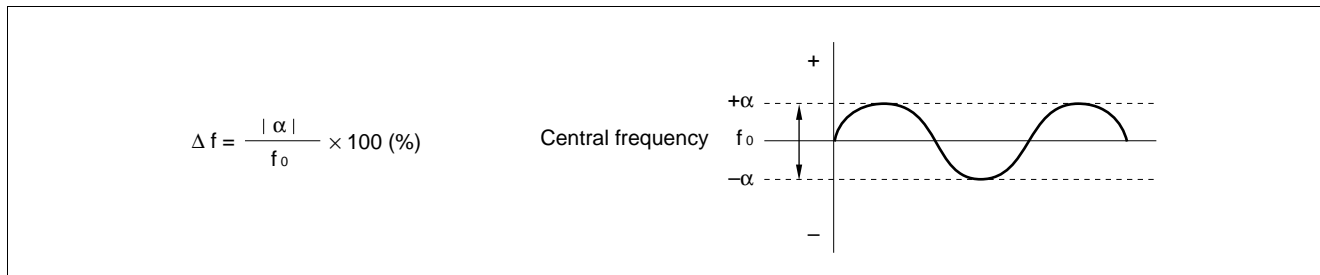 Δ f = | α | / f₀ × 100 (%)
+
+α
Central frequency f₀
−α
−